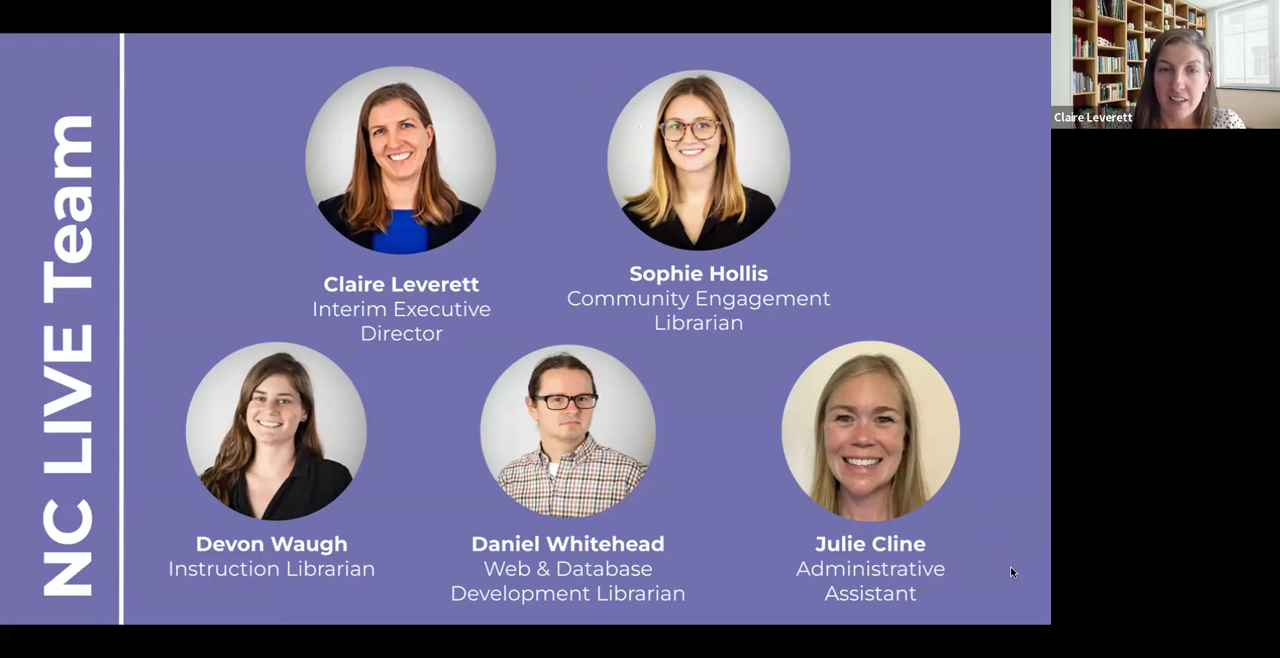 NC LIVE Team
Claire Leverett
Claire Leverett
Interim Executive
Director
Sophie Hollis
Community Engagement
Librarian
Devon Waugh
Instruction Librarian
Daniel Whitehead
Web & Database
Development Librarian
Julie Cline
Administrative
Assistant